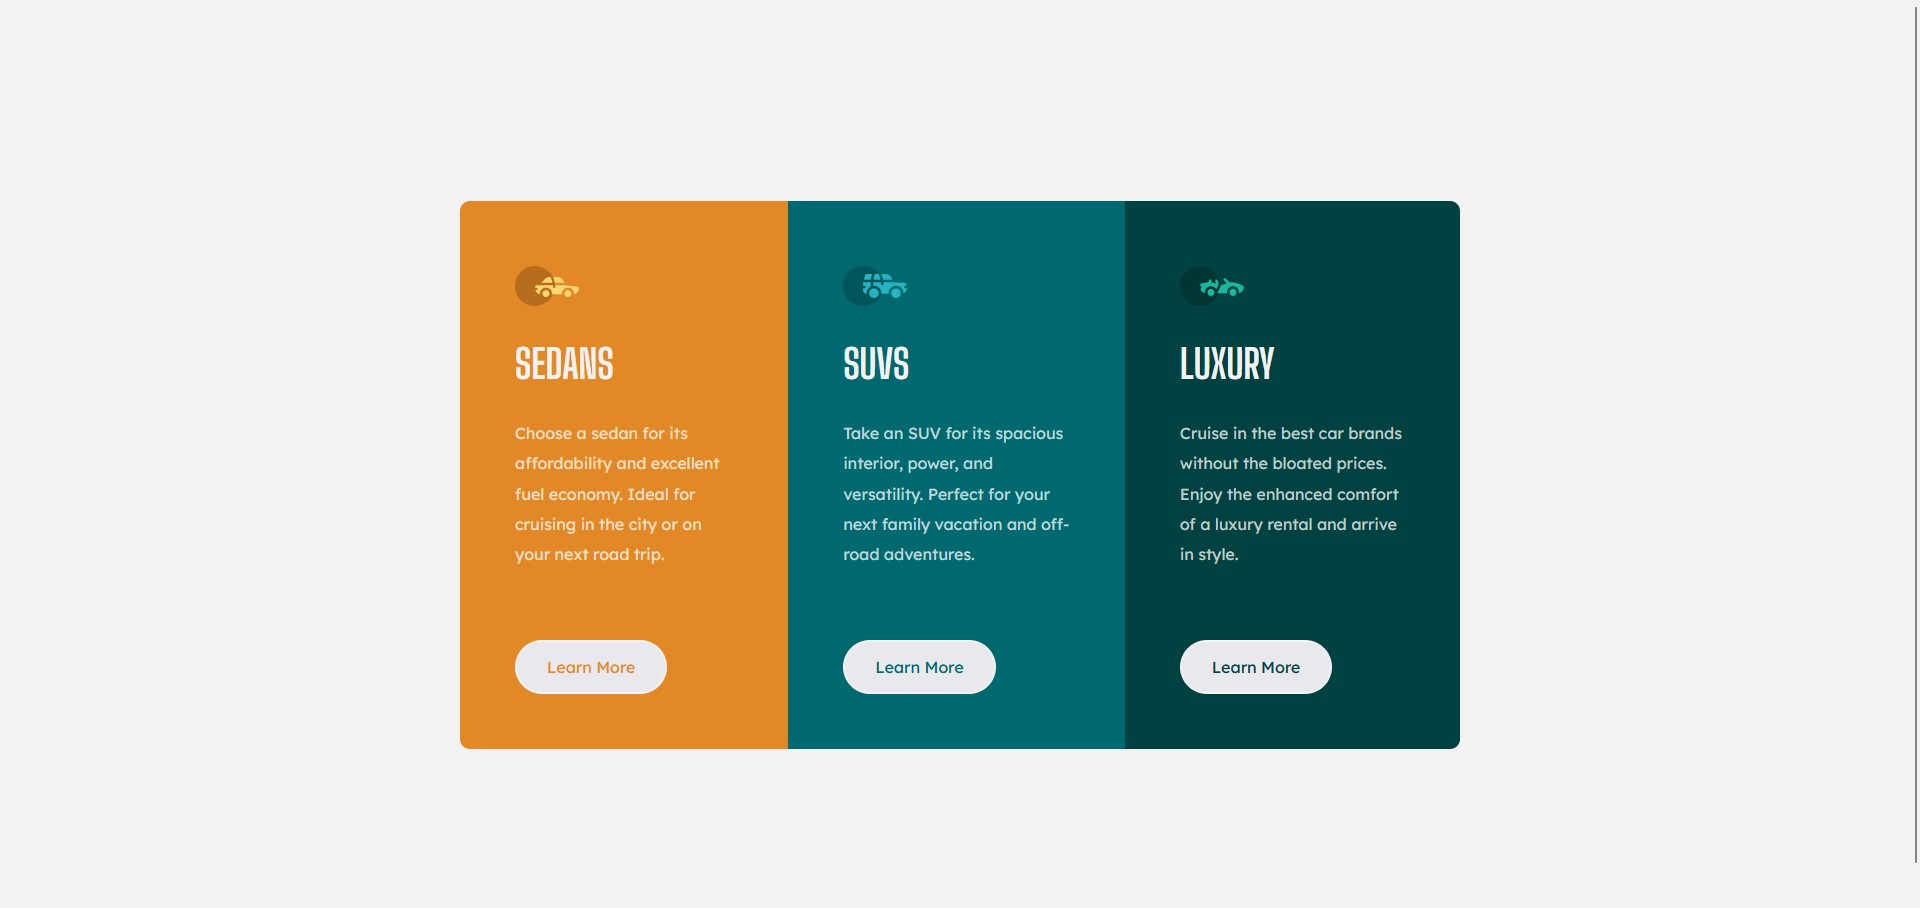 SEDANS
Choose a sedan for its
affordability and excellent
fuel economy. Ideal for
cruising in the city or on
your next road trip.
Learn More
SUVS
Take an SUV for its spacious
interior, power, and
versatility. Perfect for your
next family vacation and off-
road adventures.
Learn More
LUXURY
Cruise in the best car brands
without the bloated prices.
Enjoy the enhanced comfort
of a luxury rental and arrive
in style.
Learn More